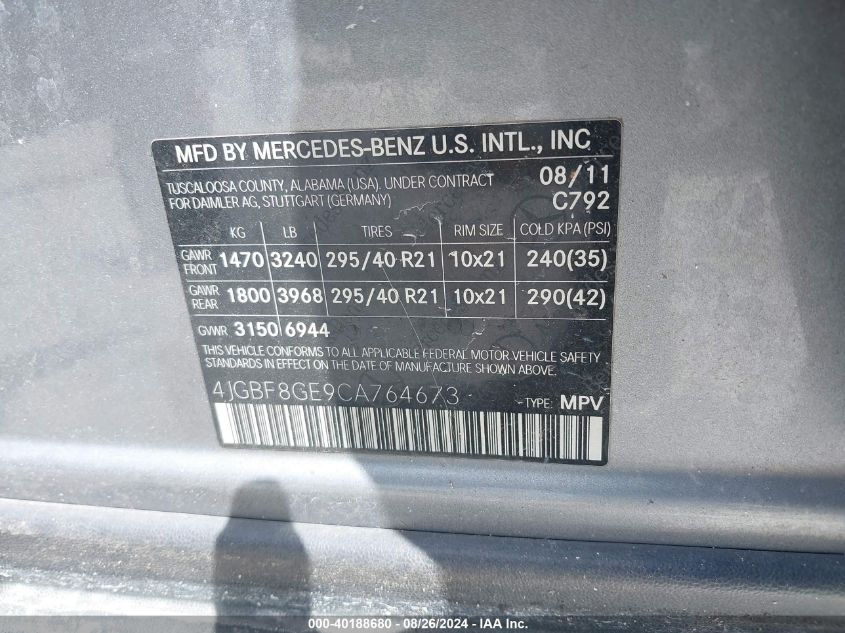 MFD BY MERCEDES-BENZ U.S. INTL., INC
TUSCALOOSA COUNTY, ALABAMA (USA). UNDER CONTRACT 08/11
FOR DAIMLER AG, STUTTGART (GERMANY) C792
KG LB TIRES RIM SIZE COLD KPA (PSI)
GAWR FRONT 1470 3240 295/40 R21 10x21 240(35)
GAWR REAR 1800 3968 295/40 R21 10x21 290(42)
GVWR 3150 6944
THIS VEHICLE CONFORMS TO ALL APPLICABLE FEDERAL MOTOR VEHICLE SAFETY
STANDARDS IN EFFECT ON THE DATE OF MANUFACTURE SHOWN ABOVE.
4JGBF8GE9CA764673 -TYPE: MPV
000-40188680 - 08/26/2024 - IAA Inc.